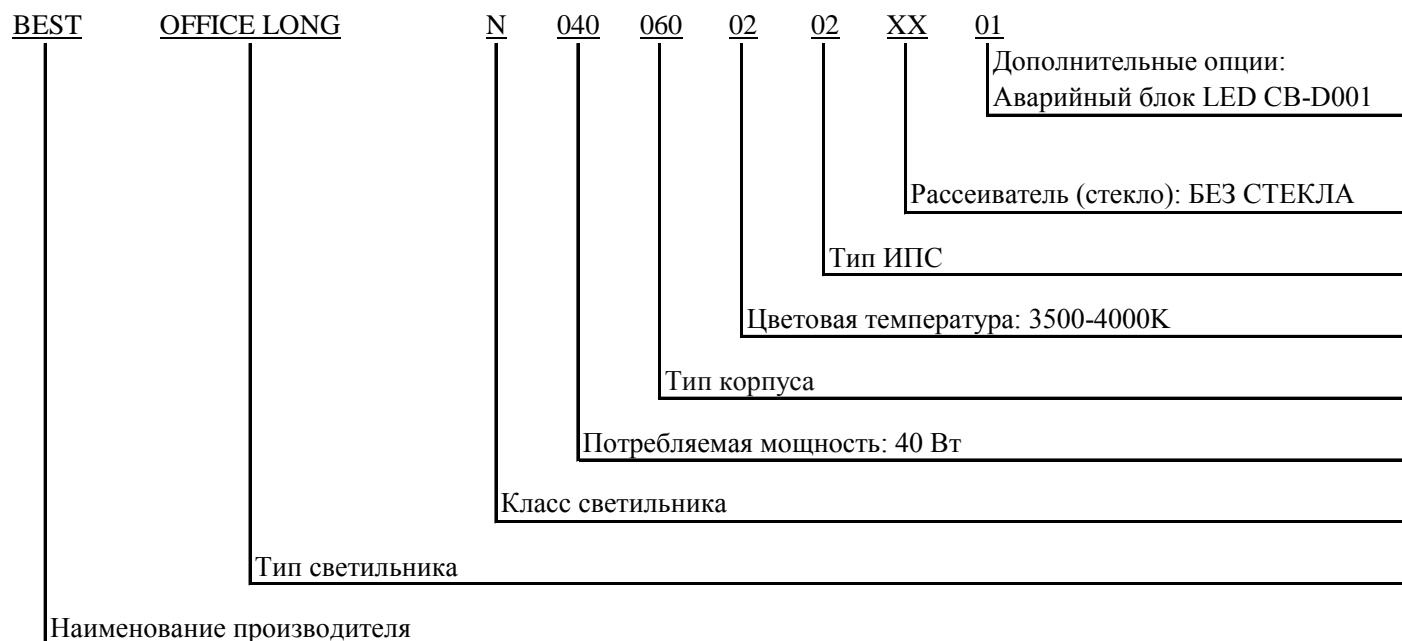 BEST OFFICE LONG N 040 060 02 02 XX 01
Дополнительные опции:
Аварийный блок LED CB-D001
Рассеиватель (стекло): БЕЗ СТЕКЛА
Тип ИПС
Цветовая температура: 3500-4000K
Тип корпуса
Потребляемая мощность: 40 Вт
Класс светильника
Тип светильника
Наименование производителя